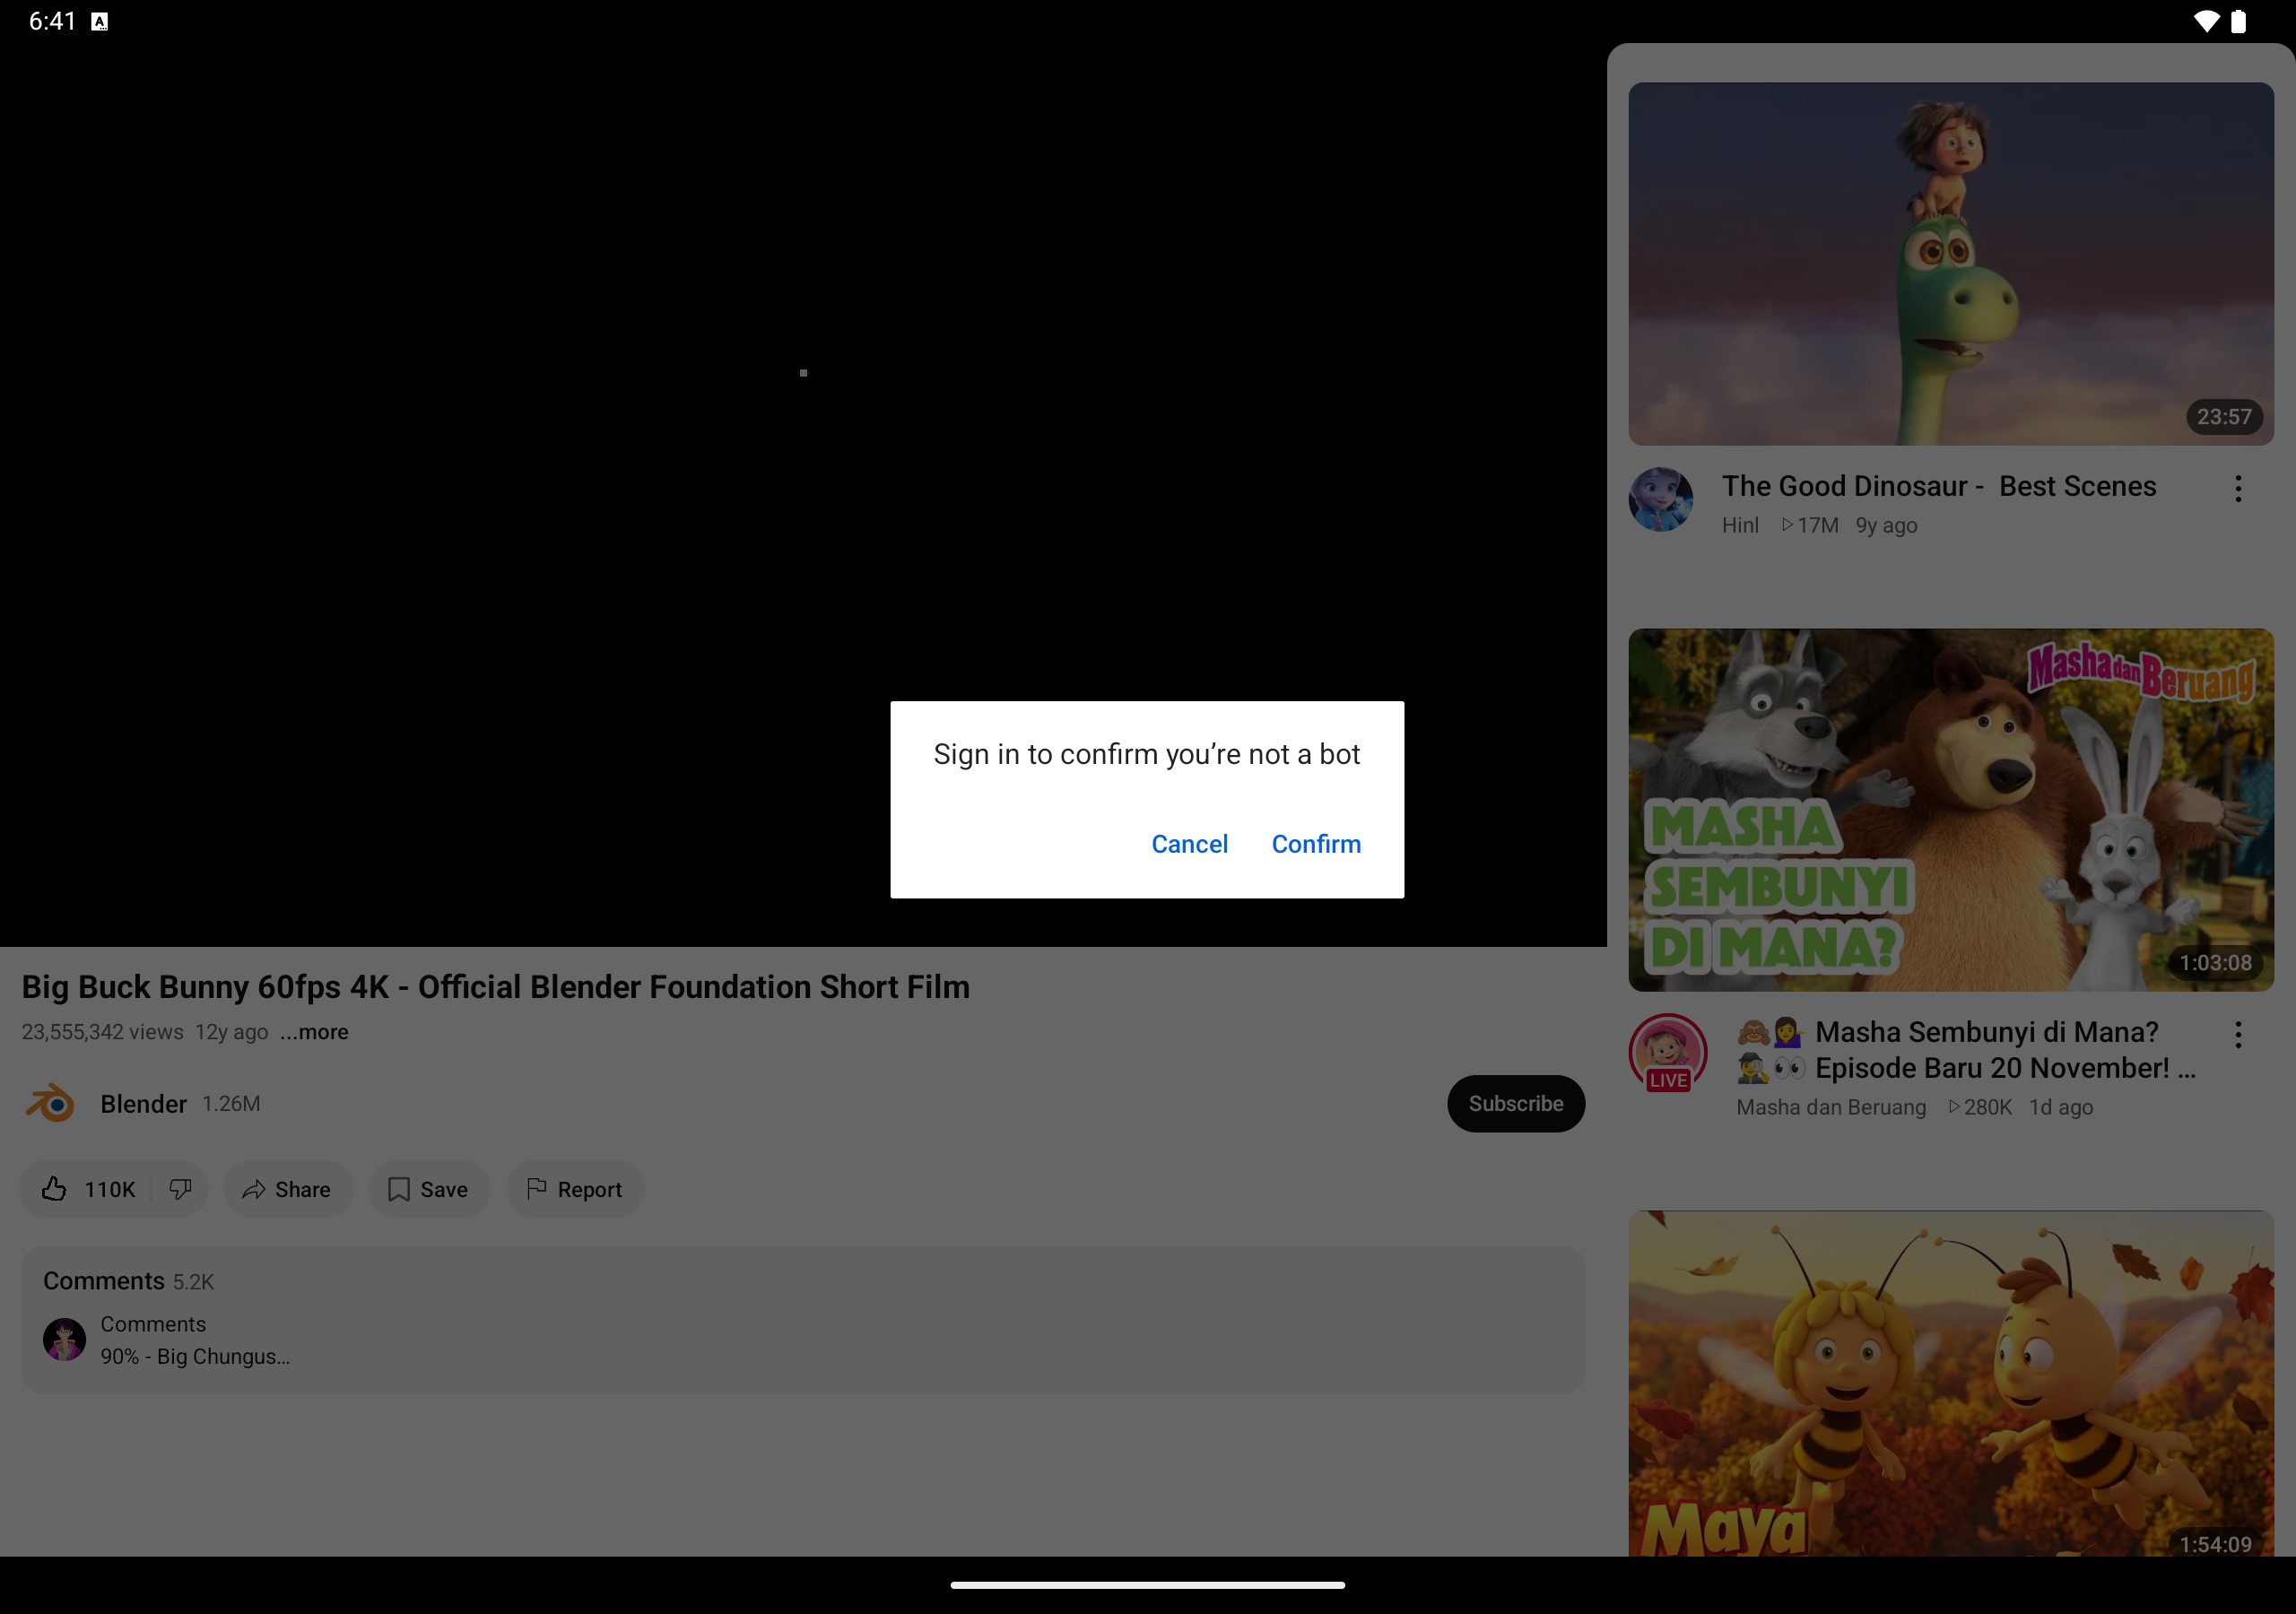 6:41
23:57
The Good Dinosaur - Best Scenes
Hinl 17M 9y ago
Masha dan Beruang
MASHA
SEMBUNYI
DI MANA?
1:03:08
🙈💁‍♀️ Masha Sembunyi di Mana?
🕵️👀 Episode Baru 20 November! ...
LIVE
Masha dan Beruang 280K 1d ago
Maya
1:54:09
Sign in to confirm you’re not a bot
Cancel Confirm
Big Buck Bunny 60fps 4K - Official Blender Foundation Short Film
23,555,342 views 12y ago ...more
Blender 1.26M
Subscribe
110K Share Save Report
Comments 5.2K
Comments
90% - Big Chungus...